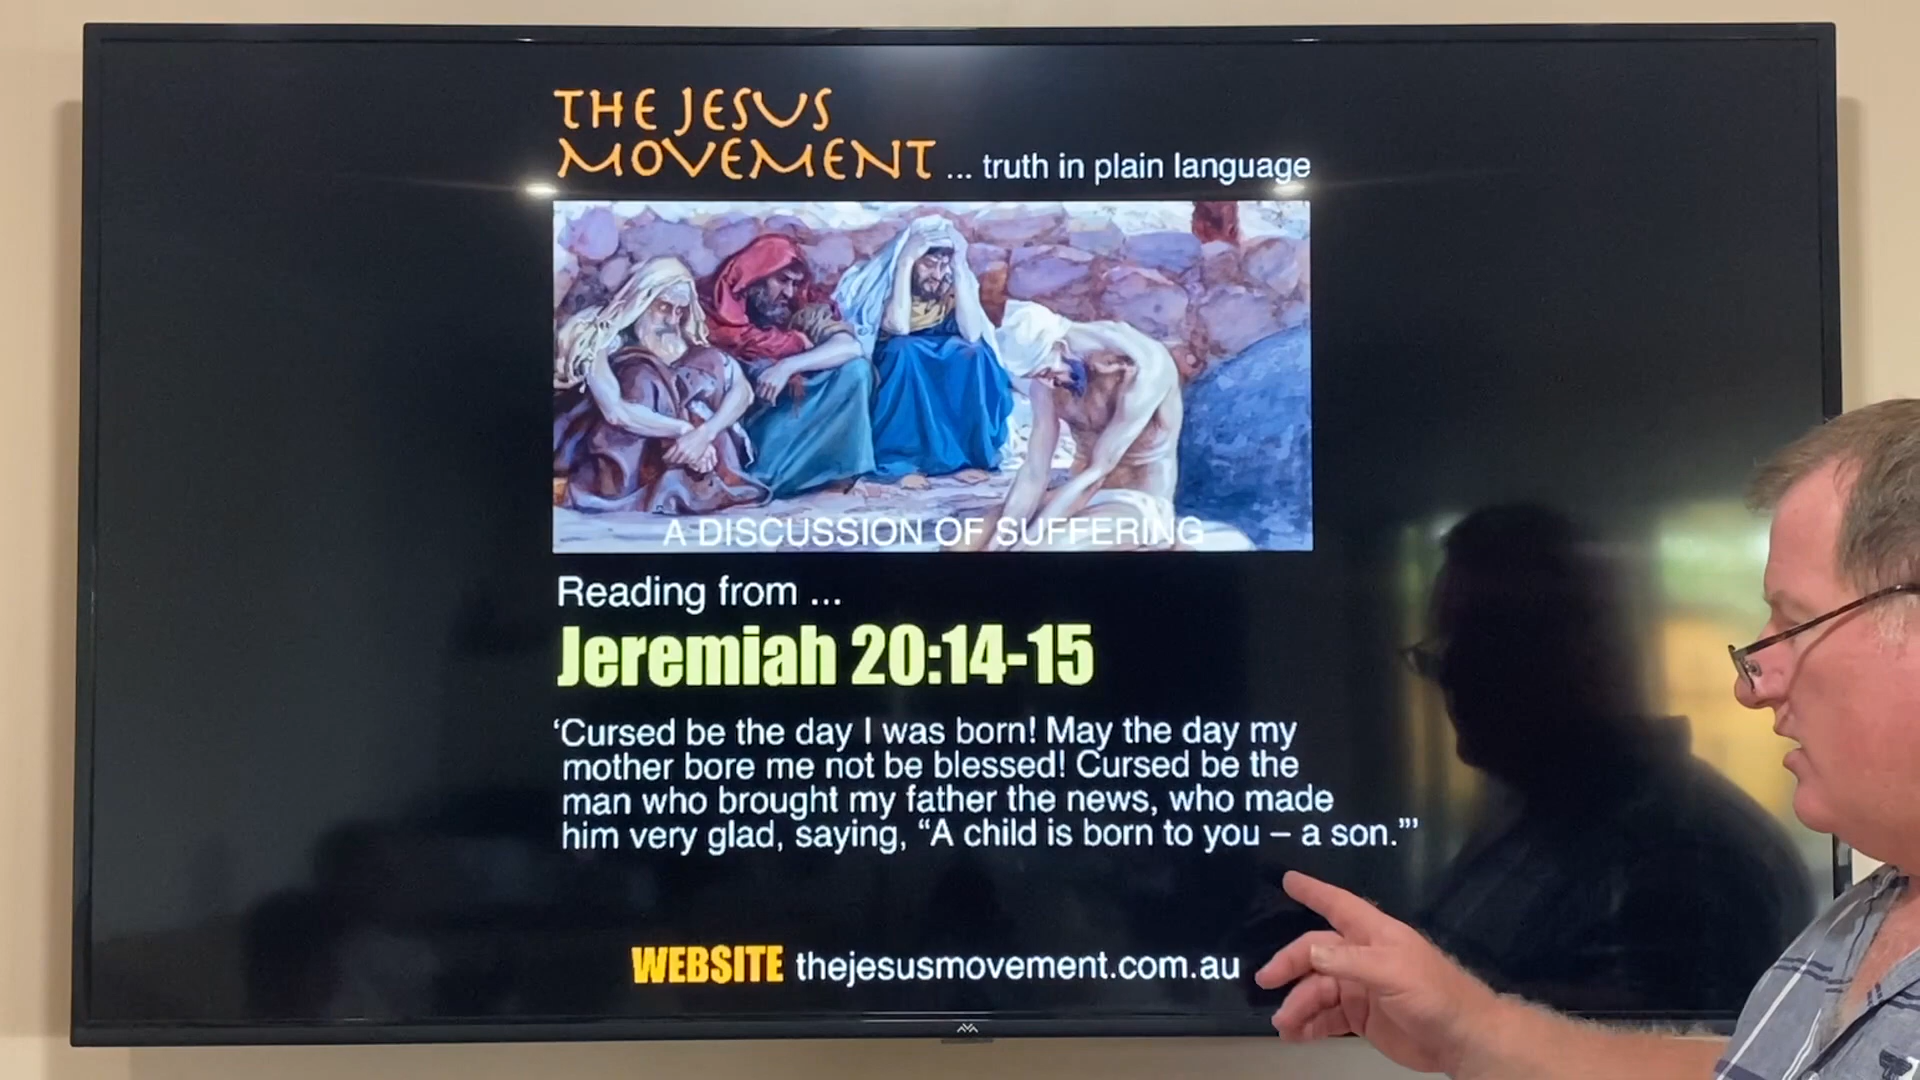 THE JESUS
MOVEMENT ... truth in plain language
A DISCUSSION OF SUFFERING
Reading from ...
Jeremiah 20:14-15
‘Cursed be the day I was born! May the day my
mother bore me not be blessed! Cursed be the
man who brought my father the news, who made
him very glad, saying, “A child is born to you – a son.”’
WEBSITE thejesusmovement.com.au